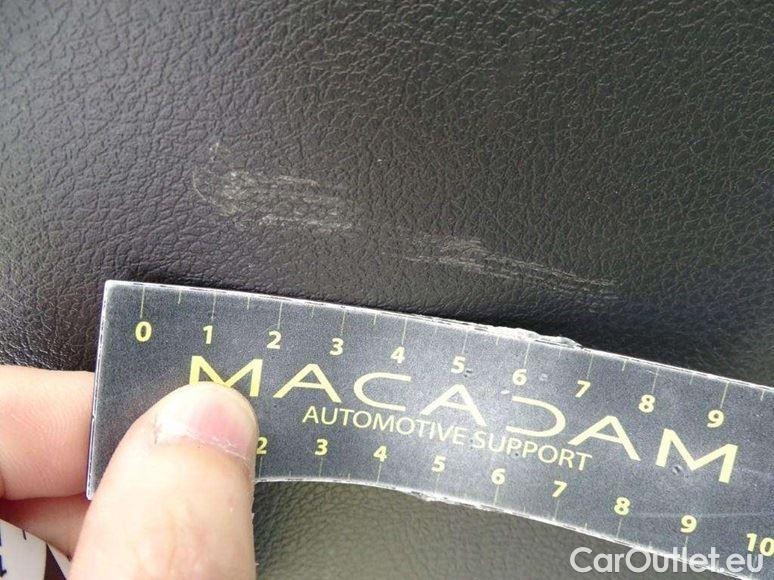 0 1 2 3 4 5 6 7 8 9
MACADAM
AUTOMOTIVE SUPPORT
2 3 4 5 6 7 8 9 10
CarOutlet.eu